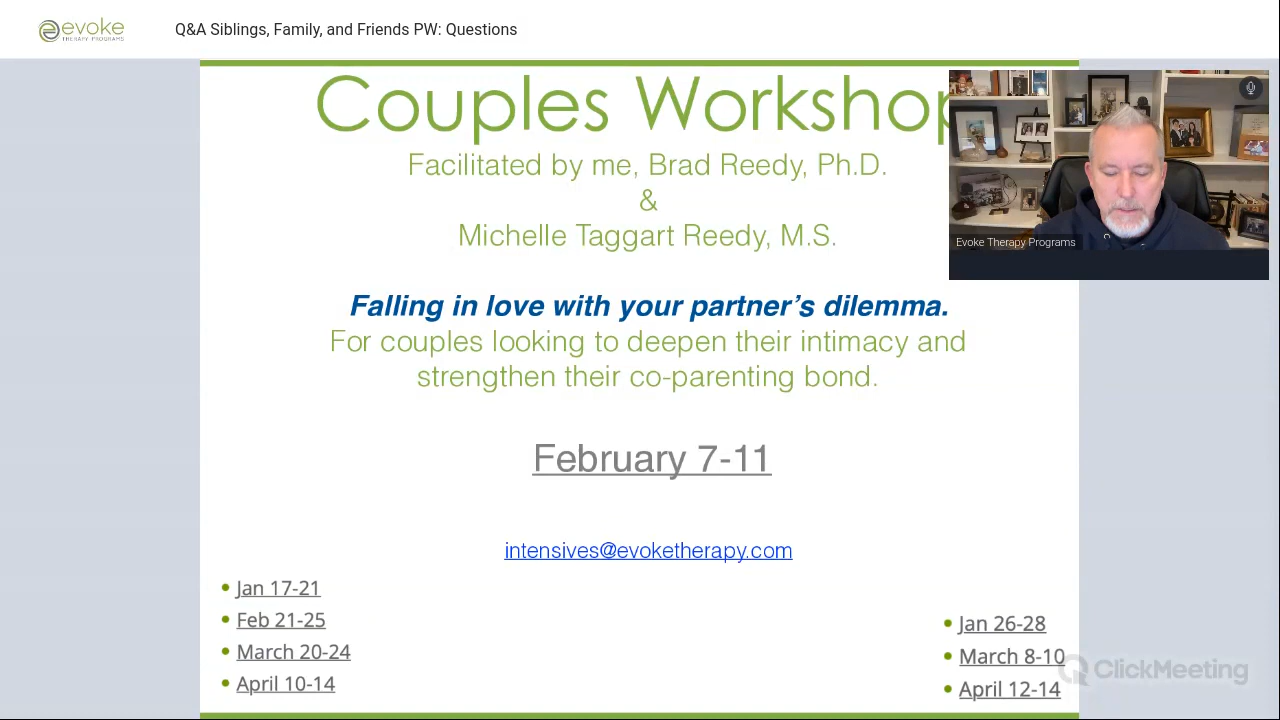 evoke
THERAPY PROGRAMS
Q&A Siblings, Family, and Friends PW: Questions
Couples Workshop
Facilitated by me, Brad Reedy, Ph.D.
&
Michelle Taggart Reedy, M.S.
Evoke Therapy Programs
Falling in love with your partner's dilemma.
For couples looking to deepen their intimacy and
strengthen their co-parenting bond.
February 7-11
intensives@evoketherapy.com
• Jan 17-21
• Feb 21-25
• March 20-24
• April 10-14
• Jan 26-28
• March 8-10
• April 12-14
ClickMeeting